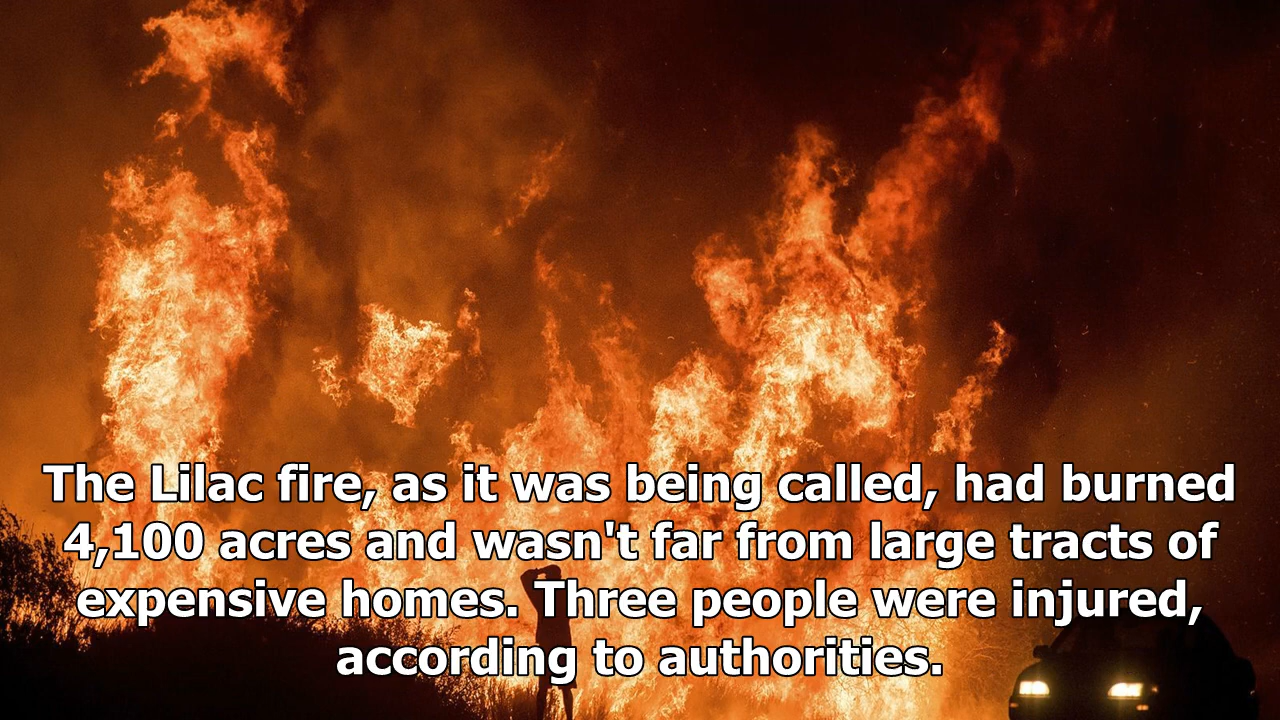 The Lilac fire, as it was being called, had burned
4,100 acres and wasn't far from large tracts of
expensive homes. Three people were injured,
according to authorities.